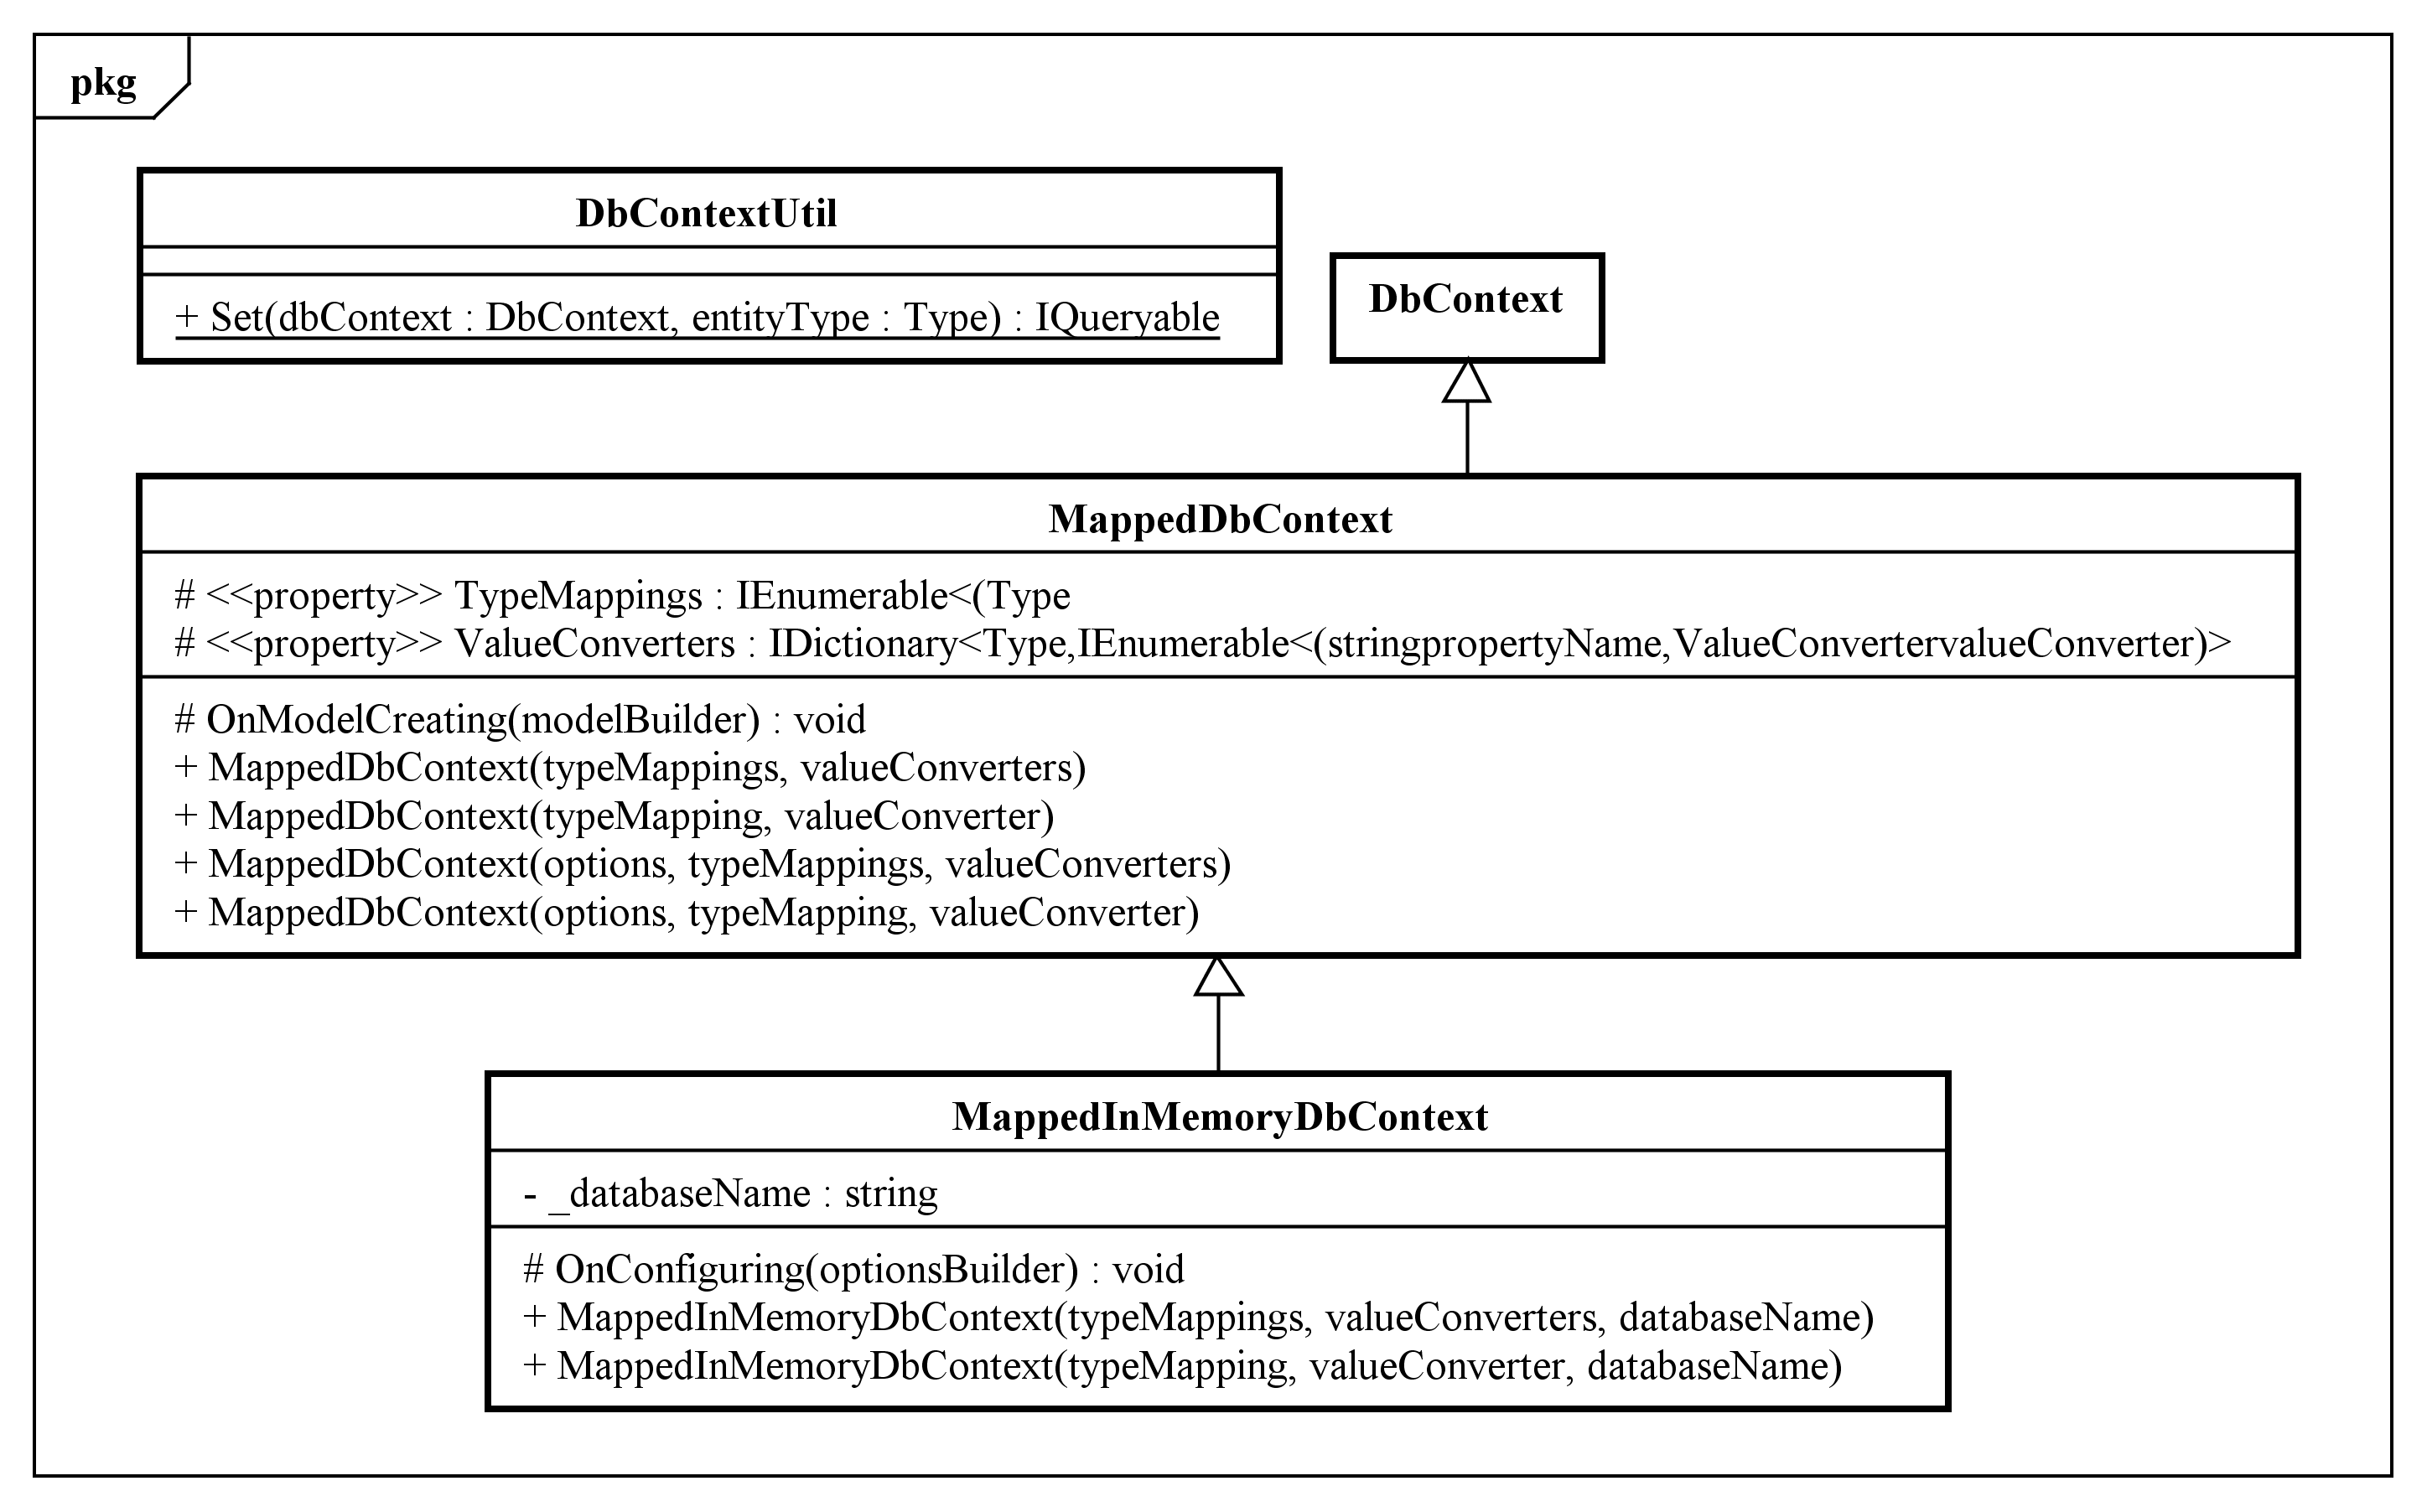 pkg
DbContextUtil
+ Set(dbContext : DbContext, entityType : Type) : IQueryable
DbContext
MappedDbContext
# <<property>> TypeMappings : IEnumerable<(Type
# <<property>> ValueConverters : IDictionary<Type,IEnumerable<(stringpropertyName,ValueConvertervalueConverter)>
# OnModelCreating(modelBuilder) : void
+ MappedDbContext(typeMappings, valueConverters)
+ MappedDbContext(typeMapping, valueConverter)
+ MappedDbContext(options, typeMappings, valueConverters)
+ MappedDbContext(options, typeMapping, valueConverter)
MappedInMemoryDbContext
- _databaseName : string
# OnConfiguring(optionsBuilder) : void
+ MappedInMemoryDbContext(typeMappings, valueConverters, databaseName)
+ MappedInMemoryDbContext(typeMapping, valueConverter, databaseName)